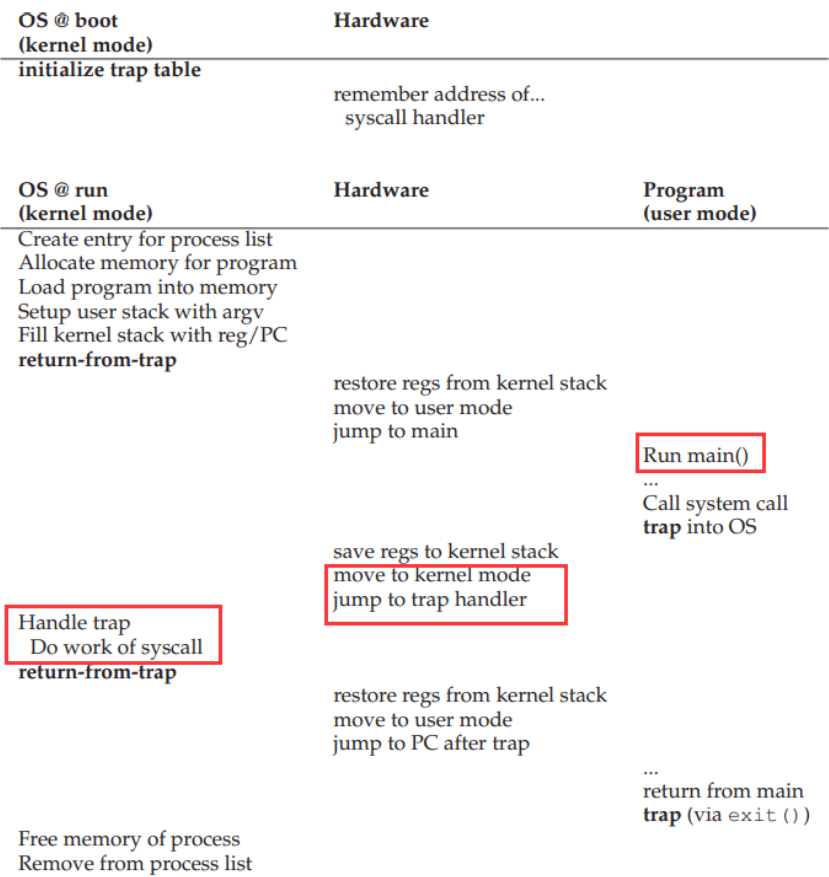 OS @ boot
(kernel mode)
Hardware
initialize trap table
remember address of...
syscall handler
OS @ run
(kernel mode)
Hardware
Program
(user mode)
Create entry for process list
Allocate memory for program
Load program into memory
Setup user stack with argv
Fill kernel stack with reg/PC
return-from-trap
restore regs from kernel stack
move to user mode
jump to main
Run main()
...
Call system call
trap into OS
save regs to kernel stack
move to kernel mode
jump to trap handler
Handle trap
Do work of syscall
return-from-trap
restore regs from kernel stack
move to user mode
jump to PC after trap
...
return from main
trap (via exit())
Free memory of process
Remove from process list